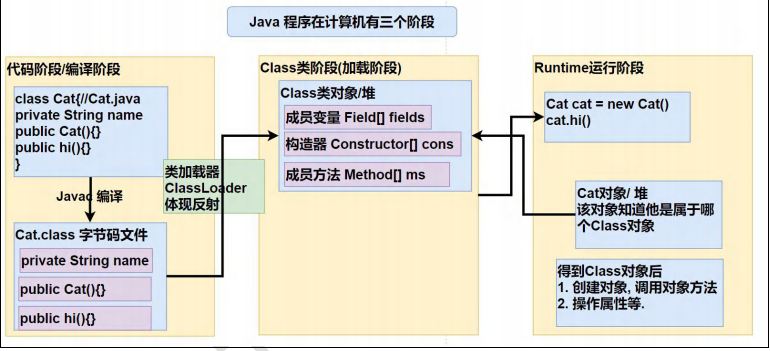 Java 程序在计算机有三个阶段
代码阶段/编译阶段
class Cat{//Cat.java
private String name
public Cat(){}
public hi(){}
}
Javac 编译
Cat.class 字节码文件
private String name
public Cat(){}
public hi(){}
类加载器
ClassLoader
体现反射
Class类阶段(加载阶段)
Class类对象/堆
成员变量 Field[] fields
构造器 Constructor[] cons
成员方法 Method[] ms
Runtime运行阶段
Cat cat = new Cat()
cat.hi()
Cat对象/ 堆
该对象知道他是属于哪
个Class对象
得到Class对象后
1. 创建对象, 调用对象方法
2. 操作属性等.